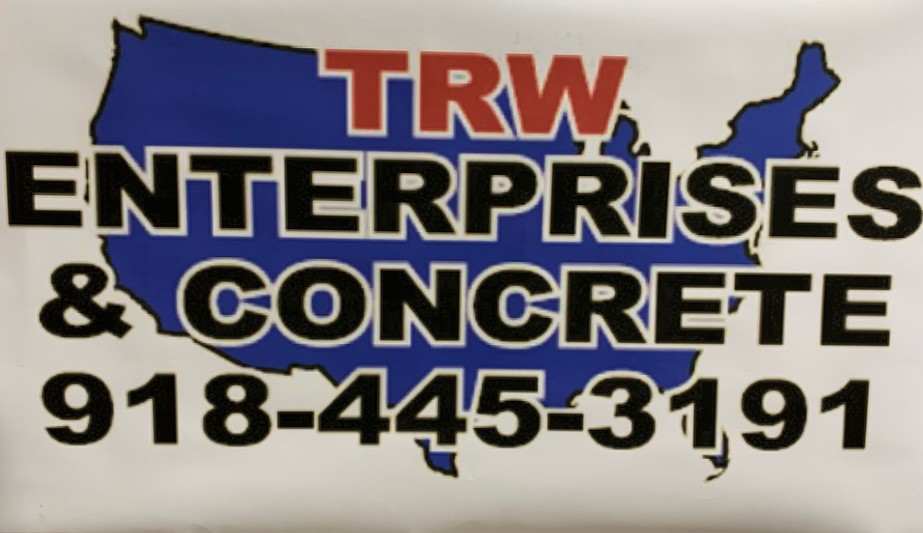 TRW
ENTERPRISES
& CONCRETE
918-445-3191